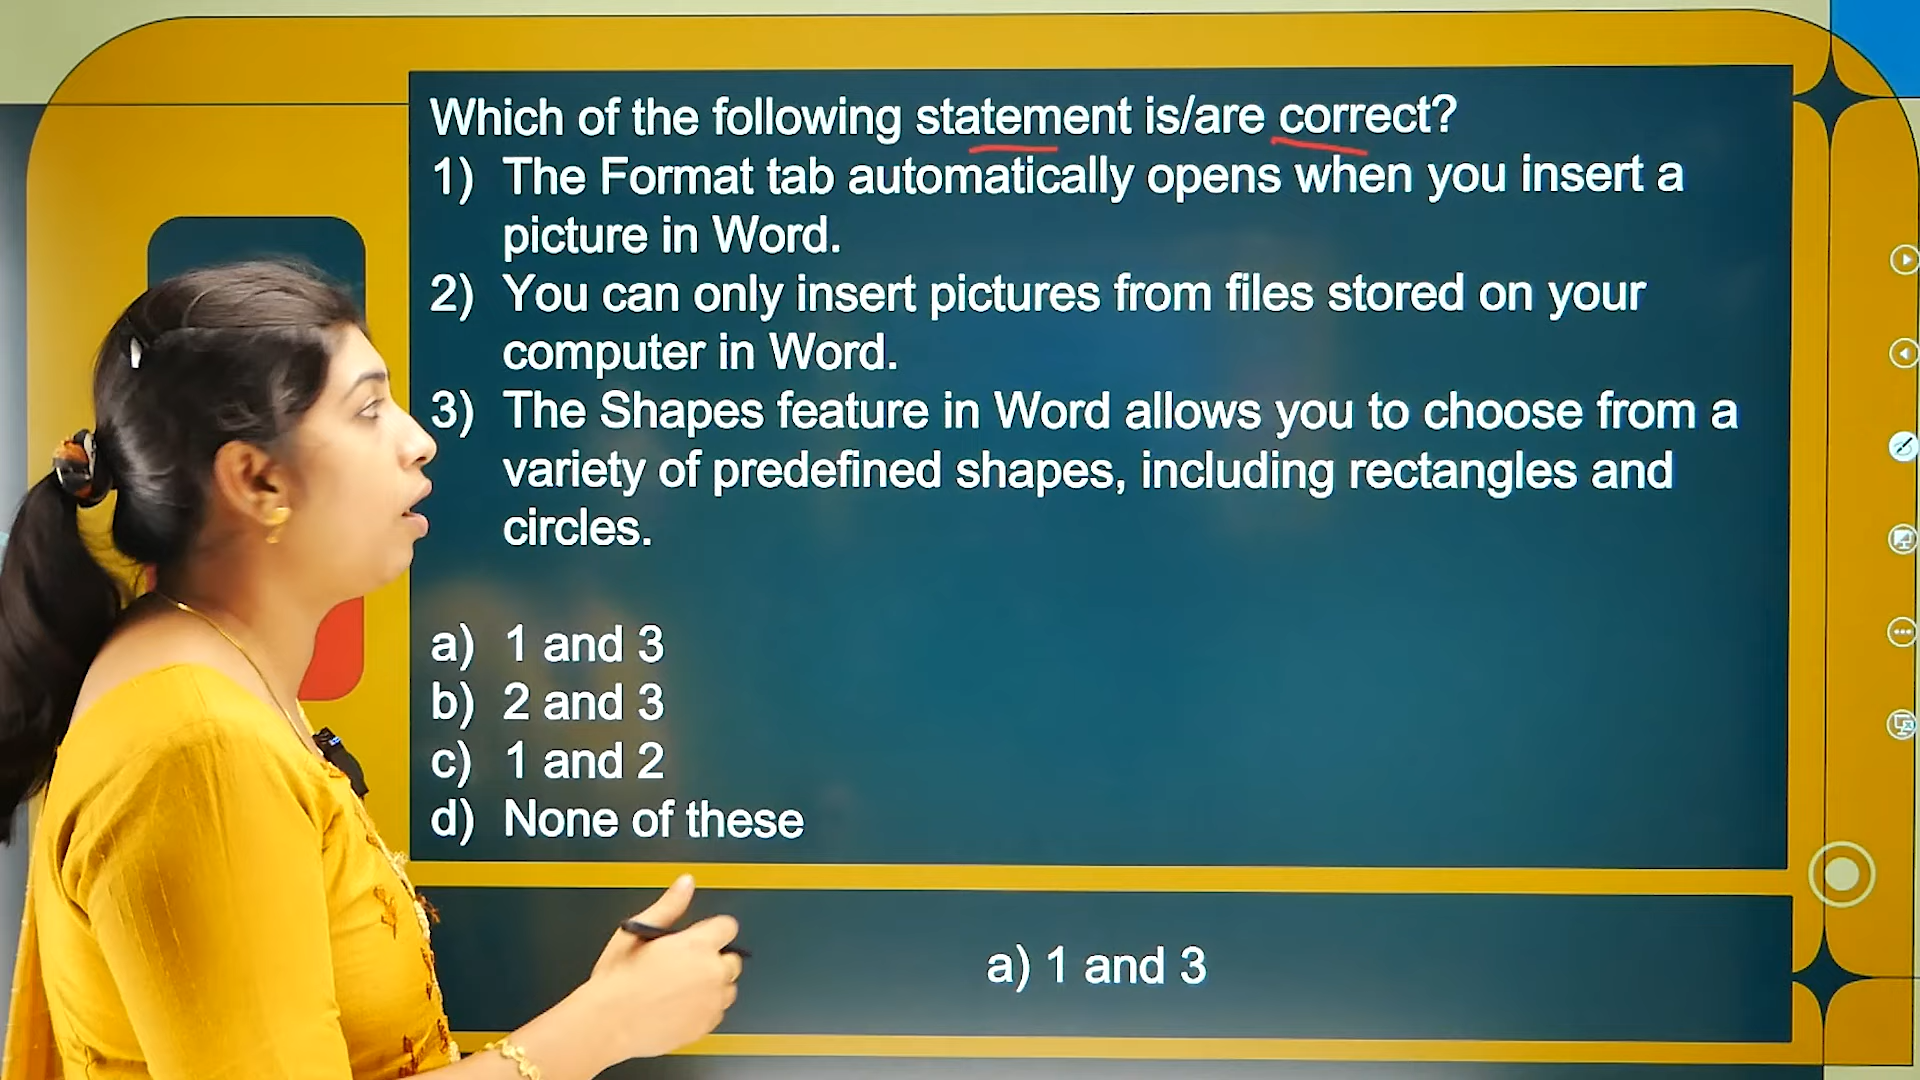 Which of the following statement is/are correct?
1) The Format tab automatically opens when you insert a
picture in Word.
2) You can only insert pictures from files stored on your
computer in Word.
3) The Shapes feature in Word allows you to choose from a
variety of predefined shapes, including rectangles and
circles.
a) 1 and 3
b) 2 and 3
c) 1 and 2
d) None of these
a) 1 and 3